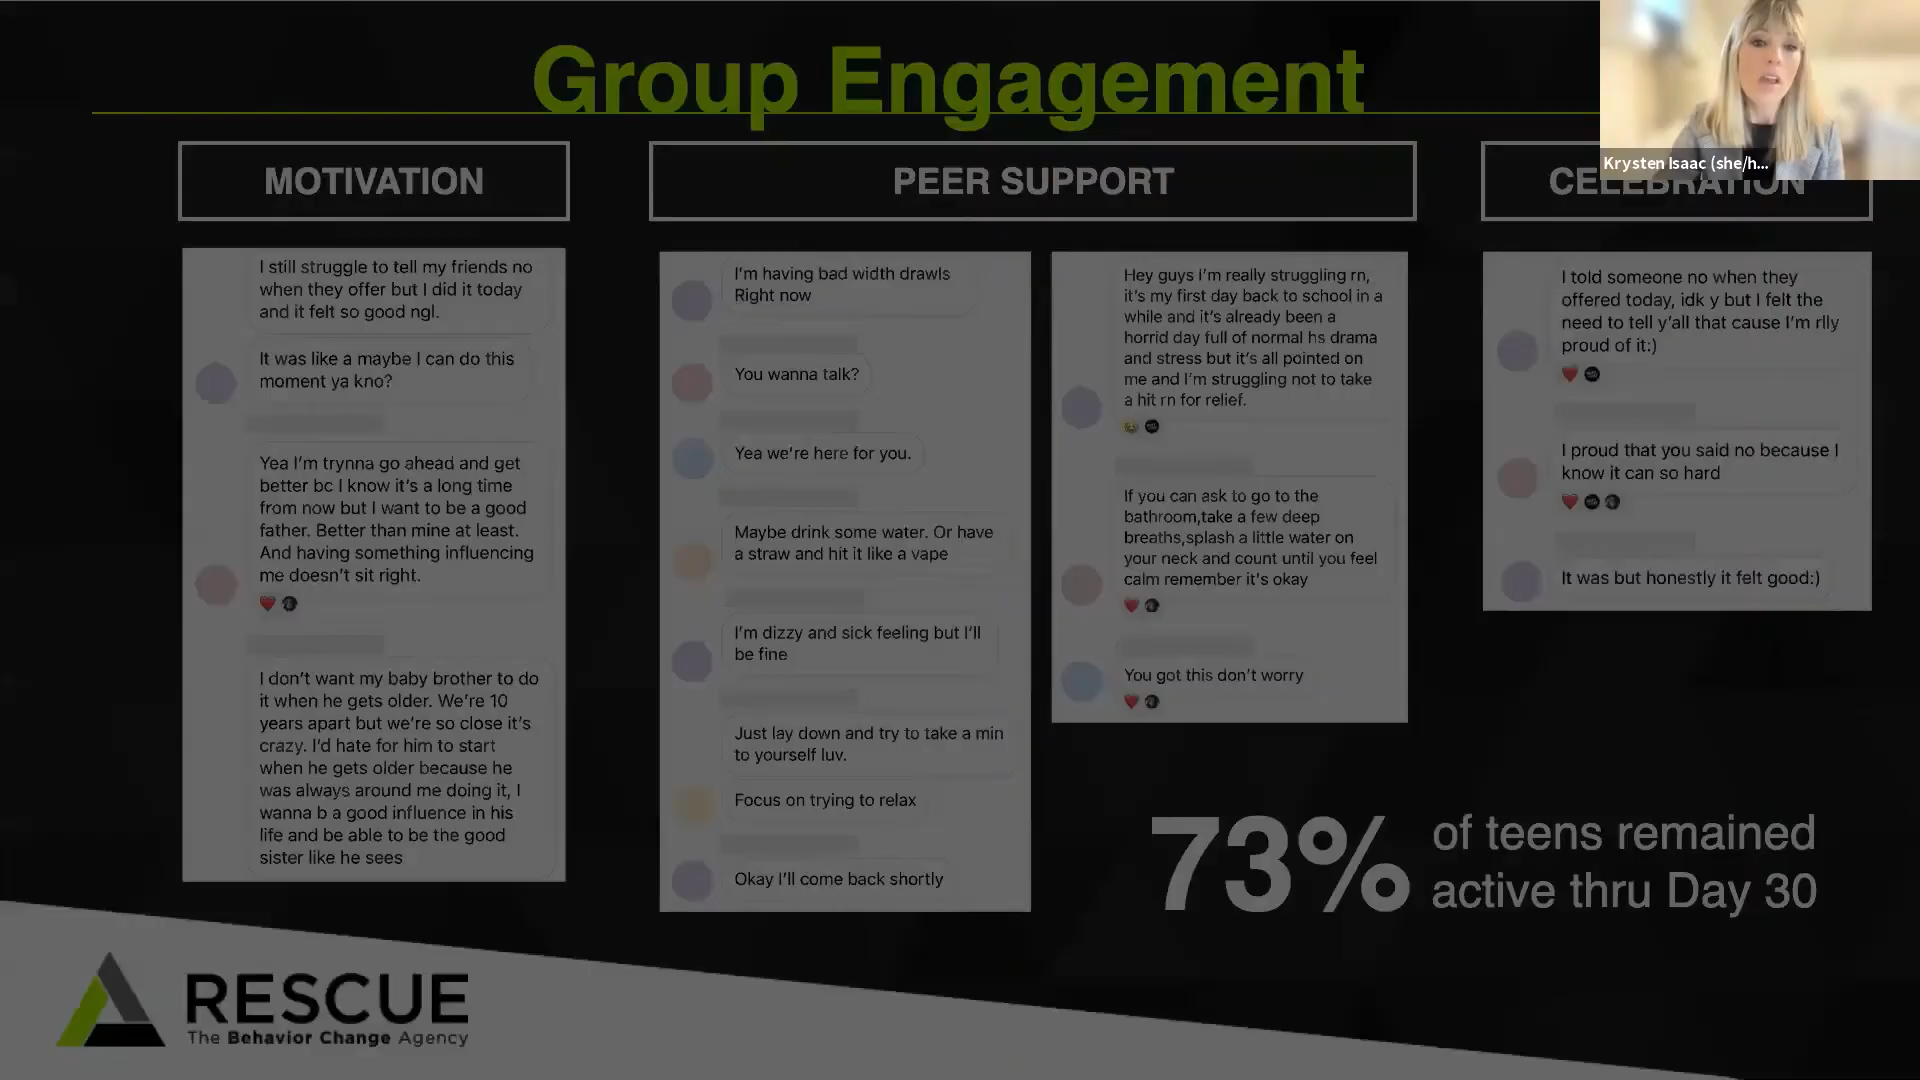 Group Engagement
Krysten Isaac (she/h...
MOTIVATION
I still struggle to tell my friends no
when they offer but I did it today
and it felt so good ngl.
It was like a maybe I can do this
moment ya kno?
Yea I'm trynna go ahead and get
better bc I know it's a long time
from now but I want to be a good
father. Better than mine at least.
And having something influencing
me doesn't sit right.
I don't want my baby brother to do
it when he gets older. We're 10
years apart but we're so close it's
crazy. I'd hate for him to start
when he gets older because he
was always around me doing it, I
wanna b a good influence in his
life and be able to be the good
sister like he sees
PEER SUPPORT
I'm having bad width drawls
Right now
You wanna talk?
Yea we're here for you.
Maybe drink some water. Or have
a straw and hit it like a vape
I'm dizzy and sick feeling but I'll
be fine
Just lay down and try to take a min
to yourself luv.
Focus on trying to relax
Okay I'll come back shortly
Hey guys I'm really struggling rn,
it's my first day back to school in a
while and it's already been a
horrid day full of normal hs drama
and stress but it's all pointed on
me and I'm struggling not to take
a hit rn for relief.
If you can ask to go to the
bathroom,take a few deep
breaths,splash a little water on
your neck and count until you feel
calm remember it's okay
You got this don't worry
CELEBRATION
I told someone no when they
offered today, idk y but I felt the
need to tell y'all that cause I'm rlly
proud of it:)
I proud that you said no because I
know it can so hard
It was but honestly it felt good:)
73% of teens remained
active thru Day 30
RESCUE
The Behavior Change Agency